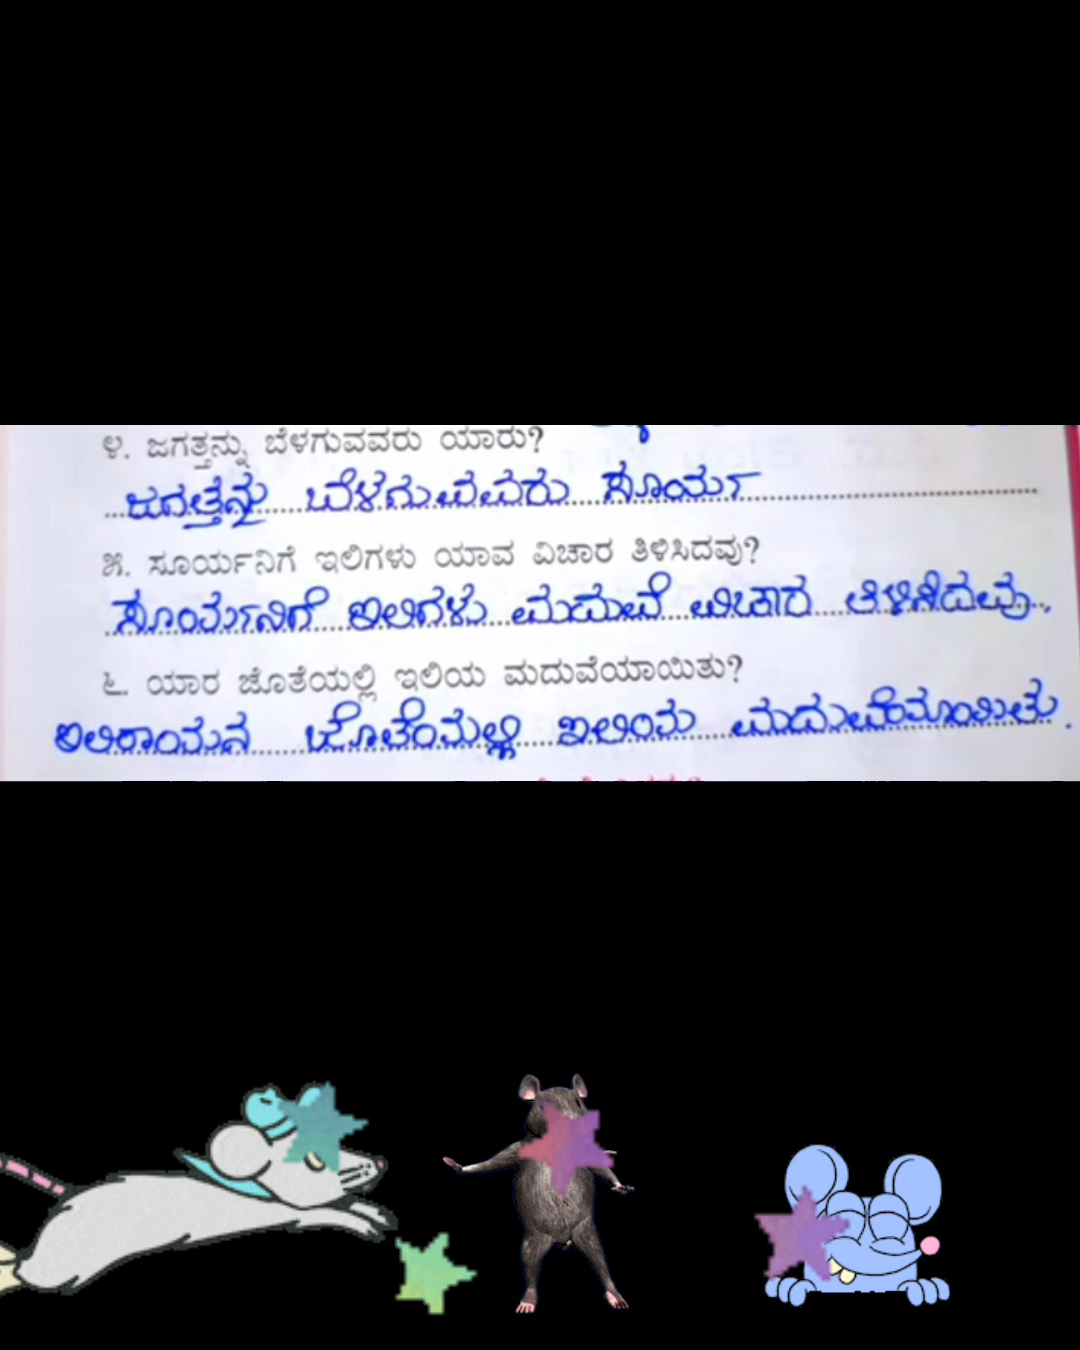 ೪. ಜಗತ್ತನ್ನು ಬೆಳಗುವವರು ಯಾರು?
ಜಗತ್ತನ್ನು ಬೆಳಗುವವರು ಸೂರ್ಯ
೫. ಸೂರ್ಯನಿಗೆ ಇಲಿಗಳು ಯಾವ ವಿಚಾರ ತಿಳಿಸಿದವು?
ಸೂರ್ಯನಿಗೆ ಇಲಿಗಳು ಮದುವೆ ವಿಚಾರ ತಿಳಿಸಿದವು.
೬. ಯಾರ ಜೊತೆಯಲ್ಲಿ ಇಲಿಯ ಮದುವೆಯಾಯಿತು?
ಇಲಿರಾಯನ ಜೊತೆಯಲ್ಲಿ ಇಲಿಯ ಮದುವೆಯಾಯಿತು.